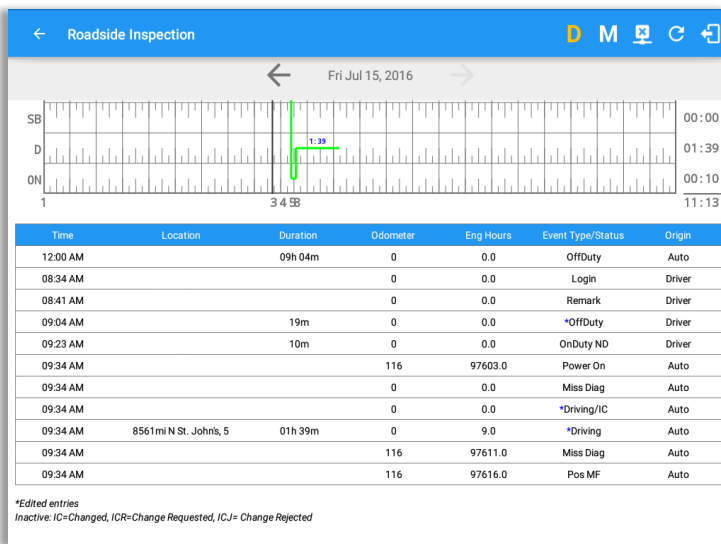 Roadside Inspection D M
Fri Jul 15, 2016
SB 00:00
D 1:39 01:39
ON 00:10
1 3 4 8 11:13
Time Location Duration Odometer Eng Hours Event Type/Status Origin
12:00 AM 09h 04m 0 0.0 OffDuty Auto
08:34 AM 0 0.0 Login Driver
08:41 AM 0 0.0 Remark Driver
09:04 AM 19m 0 0.0 *OffDuty Driver
09:23 AM 10m 0 0.0 OnDuty ND Driver
09:34 AM 116 97603.0 Power On Auto
09:34 AM 0 0.0 Miss Diag Auto
09:34 AM 0 0.0 *Driving/IC Auto
09:34 AM 8561mi N St. John's, 5 01h 39m 0 9.0 *Driving Auto
09:34 AM 116 97611.0 Miss Diag Auto
09:34 AM 116 97616.0 Pos MF Auto
*Edited entries
Inactive: IC=Changed, ICR=Change Requested, ICJ= Change Rejected